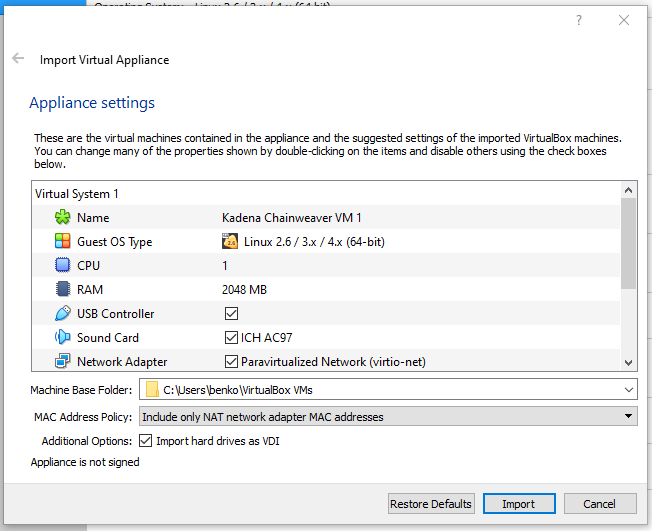 Operating System Linux 2.6 / 3.x / 4.x (64-bit)
?
Import Virtual Appliance
Appliance settings
These are the virtual machines contained in the appliance and the suggested settings of the imported VirtualBox machines.
You can change many of the properties shown by double-clicking on the items and disable others using the check boxes
below.
Virtual System 1
Name Kadena Chainweaver VM 1
Guest OS Type 2.6 Linux 2.6 / 3.x / 4.x (64-bit)
CPU 1
RAM 2048 MB
USB Controller
Sound Card ICH AC97
Network Adapter Paravirtualized Network (virtio-net)
Machine Base Folder: C:\Users\benko\VirtualBox VMs
MAC Address Policy: Include only NAT network adapter MAC addresses
Additional Options: Import hard drives as VDI
Appliance is not signed
Restore Defaults Import Cancel